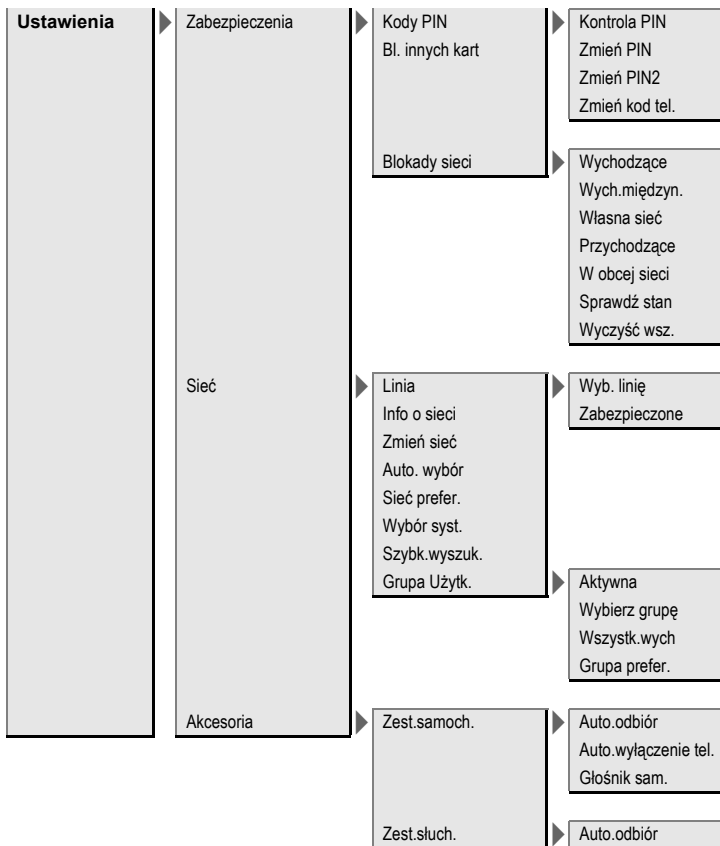 Ustawienia
Zabezpieczenia
Kody PIN
Kontrola PIN
Zmień PIN
Zmień PIN2
Zmień kod tel.
Bl. innych kart
Blokady sieci
Wychodzące
Wych.międzyn.
Własna sieć
Przychodzące
W obcej sieci
Sprawdź stan
Wyczyść wsz.
Sieć
Linia
Wyb. linię
Zabezpieczone
Info o sieci
Zmień sieć
Auto. wybór
Sieć prefer.
Wybór syst.
Szybk.wyszuk.
Grupa Użytk.
Aktywna
Wybierz grupę
Wszystk.wych
Grupa prefer.
Akcesoria
Zest.samoch.
Auto.odbiór
Auto.wyłączenie tel.
Głośnik sam.
Zest.słuch.
Auto.odbiór